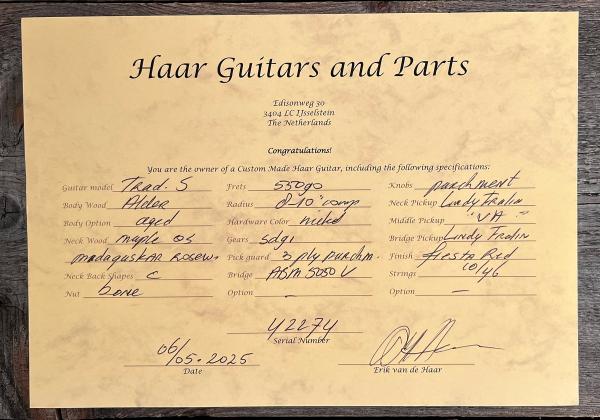 Haar Guitars and Parts
Edisonweg 30
3404 LC IJsselstein
The Netherlands
Congratulations!
You are the owner of a Custom Made Haar Guitar, including the following specifications:
Guitar model Trad. S Frets 55090 Knobs parchment
Body Wood Alder Radius 8-10" comp Neck Pickup Lindy Fralin
Body Option aged Hardware Color nickel Middle Pickup "VA"
Neck Wood maple Gears sdgi Bridge Pickup Lindy Fralin
madagaskar rosew. Pick guard 3 ply parchm. Finish fiesta Red
Neck Back Shapes C Bridge ABM 5050 V Strings 10/46
Nut bone Option - Option -
42274
Serial Number
06/05.2025
Date Erik van de Haar